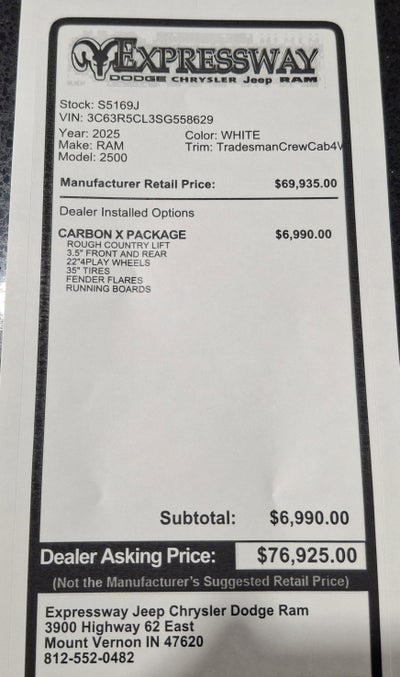 EXPRESSWAY
DODGE CHRYSLER Jeep RAM
Stock: S5169J
VIN: 3C63R5CL3SG558629
Year: 2025 Color: WHITE
Make: RAM Trim: TradesmanCrewCab4W
Model: 2500
Manufacturer Retail Price: $69,935.00
Dealer Installed Options
CARBON X PACKAGE $6,990.00
ROUGH COUNTRY LIFT
3.5" FRONT AND REAR
22"4PLAY WHEELS
35" TIRES
FENDER FLARES
RUNNING BOARDS
Subtotal: $6,990.00
Dealer Asking Price: $76,925.00
(Not the Manufacturer's Suggested Retail Price)
Expressway Jeep Chrysler Dodge Ram
3900 Highway 62 East
Mount Vernon IN 47620
812-552-0482